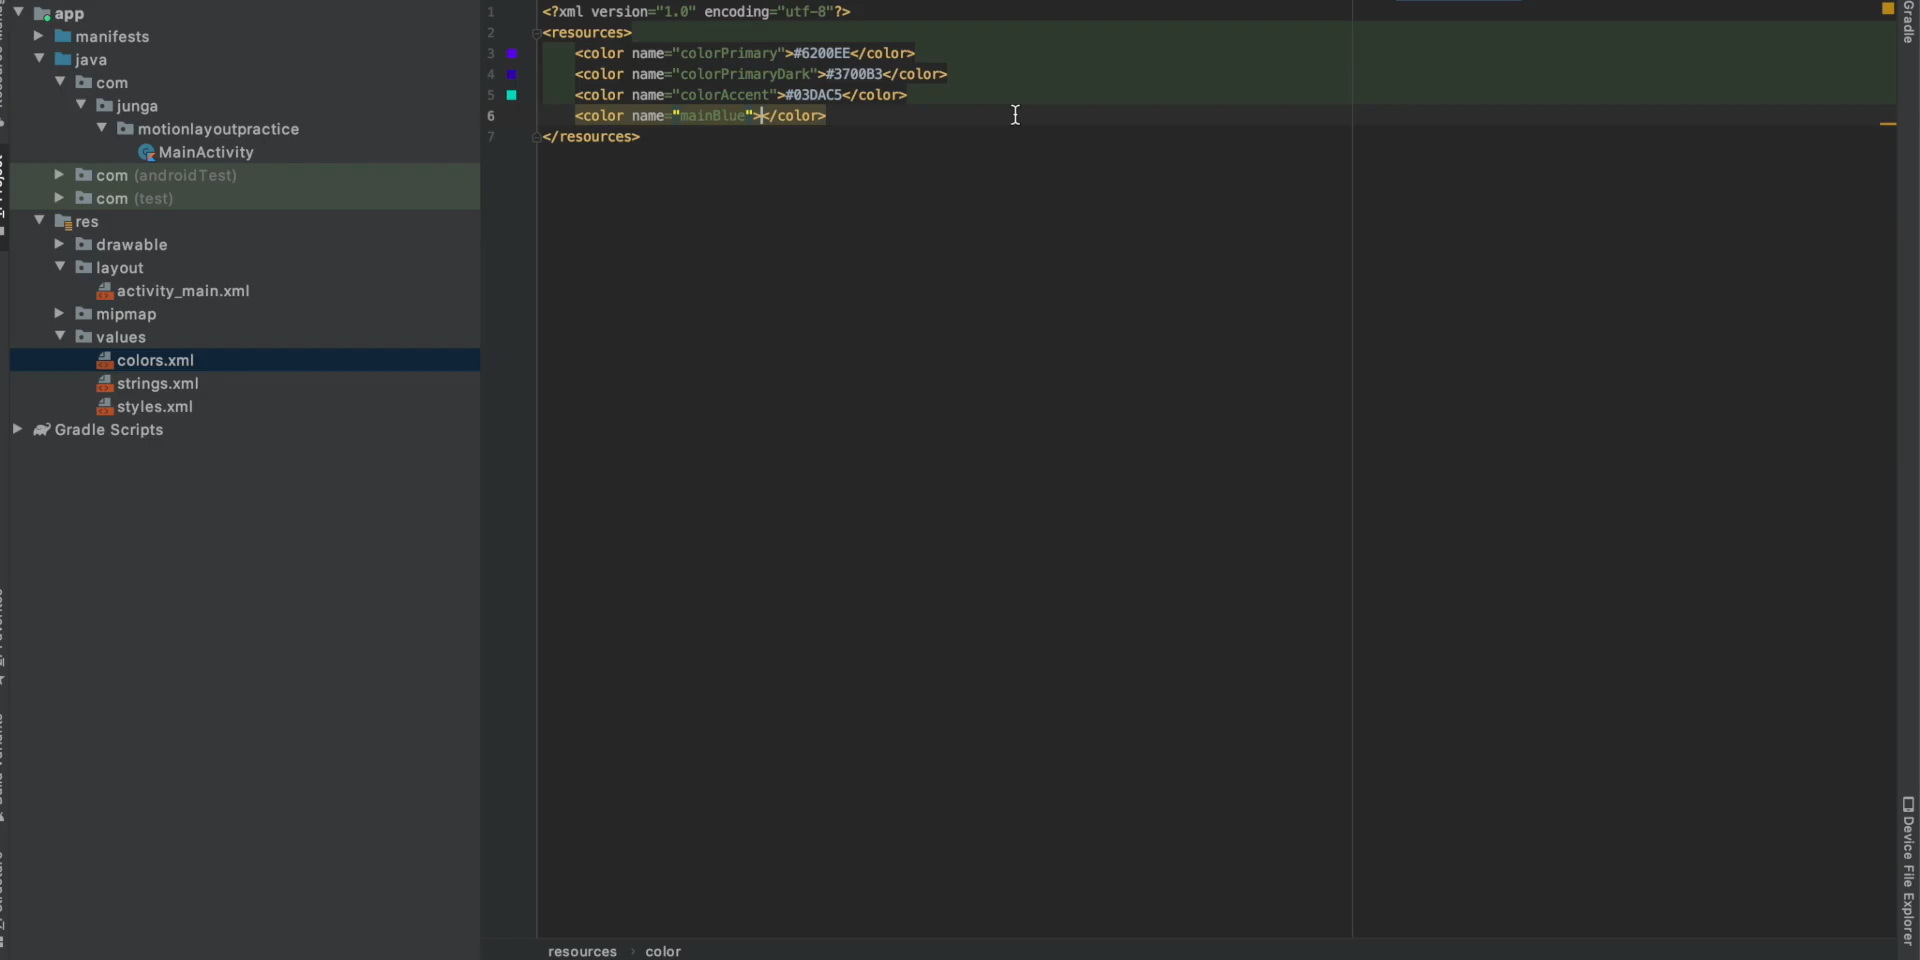 app
manifests
java
com
junga
motionlayoutpractice
MainActivity
com (androidTest)
com (test)
res
drawable
layout
activity_main.xml
mipmap
values
colors.xml
strings.xml
styles.xml
Gradle Scripts
1 <?xml version="1.0" encoding="utf-8"?>
2 <resources>
3 <color name="colorPrimary">#6200EE</color>
4 <color name="colorPrimaryDark">#3700B3</color>
5 <color name="colorAccent">#03DAC5</color>
6 <color name="mainBlue"></color>
7 </resources>
resources › color
Gradle
Device File Explorer